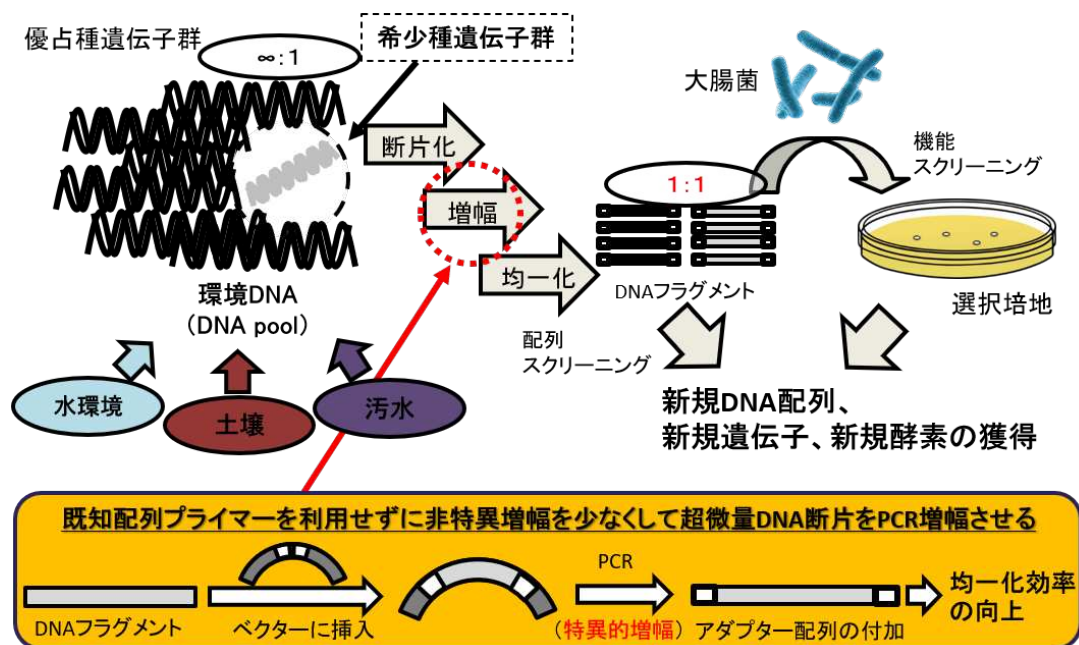 優占種遺伝子群
∞:1
希少種遺伝子群
断片化
増幅
均一化
環境DNA
(DNA pool)
水環境
土壌
汚水
大腸菌
機能
スクリーニング
1:1
DNAフラグメント
選択培地
配列
スクリーニング
新規DNA配列、
新規遺伝子、新規酵素の獲得
既知配列プライマーを利用せずに非特異増幅を少なくして超微量DNA断片をPCR増幅させる
DNAフラグメント
ベクターに挿入
PCR
(特異的増幅)
アダプター配列の付加
均一化効率
の向上